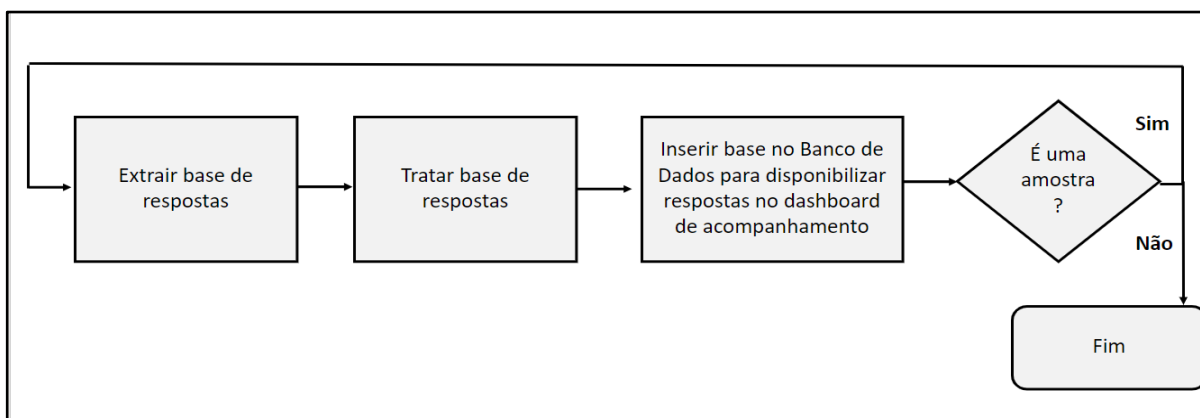 Extrair base de
respostas
Tratar base de
respostas
Inserir base no Banco de
Dados para disponibilizar
respostas no dashboard
de acompanhamento
É uma
amostra
?
Sim
Não
Fim